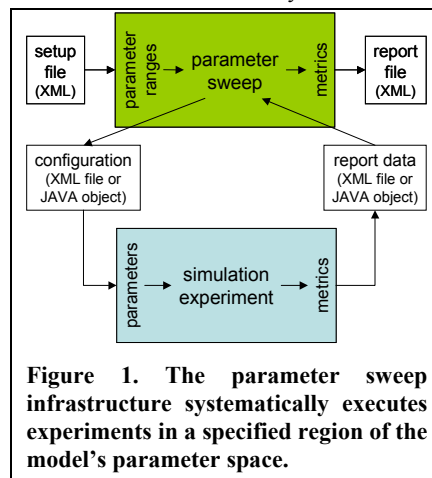 setup
file
(XML)
parameter
ranges
parameter
sweep
metrics
report
file
(XML)
configuration
(XML file or
JAVA object)
report data
(XML file or
JAVA object)
parameters
simulation
experiment
metrics
Figure 1. The parameter sweep
infrastructure systematically executes
experiments in a specified region of the
model's parameter space.